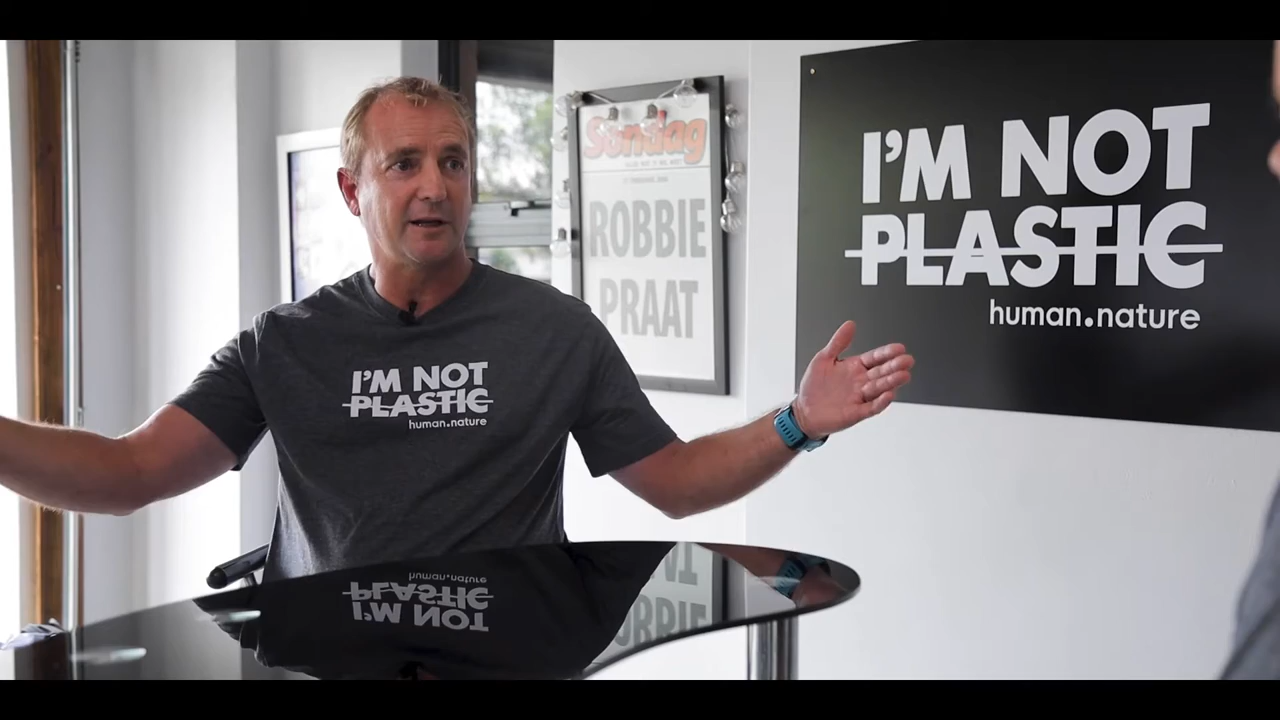 Sondag
ROBBIE
PRAAT
I'M NOT
PLASTIC
human.nature
I'M NOT
PLASTIC
human.nature